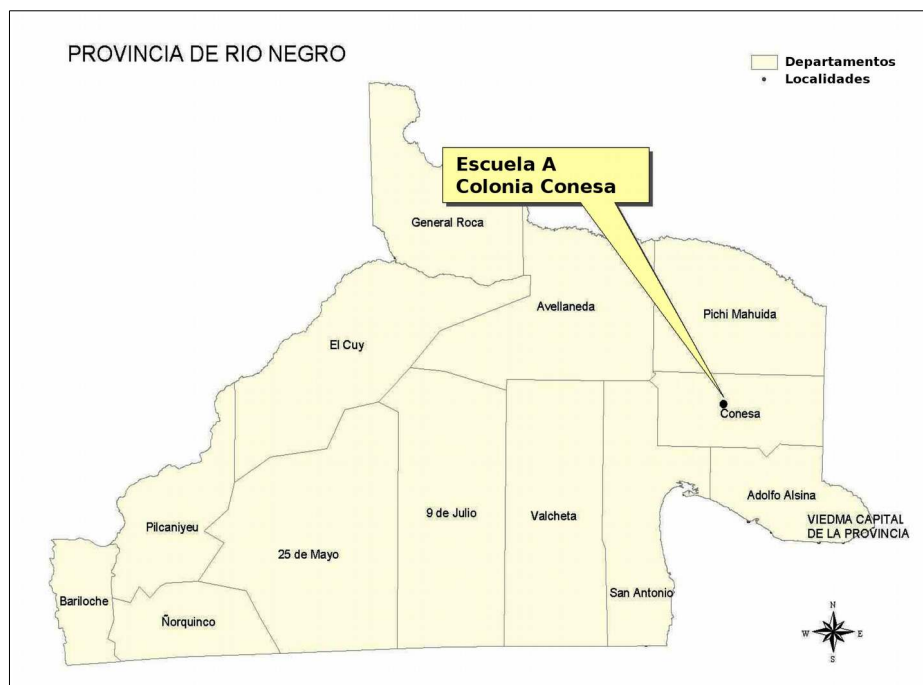 PROVINCIA DE RIO NEGRO
Departamentos
Localidades
Escuela A
Colonia Conesa
General Roca
Avellaneda
Pichi Mahuida
El Cuy
Conesa
Adolfo Alsina
9 de Julio
Valcheta
VIEDMA CAPITAL
DE LA PROVINCIA
Pilcaniyeu
25 de Mayo
San Antonio
Bariloche
Ñorquinco
N
W
E
S